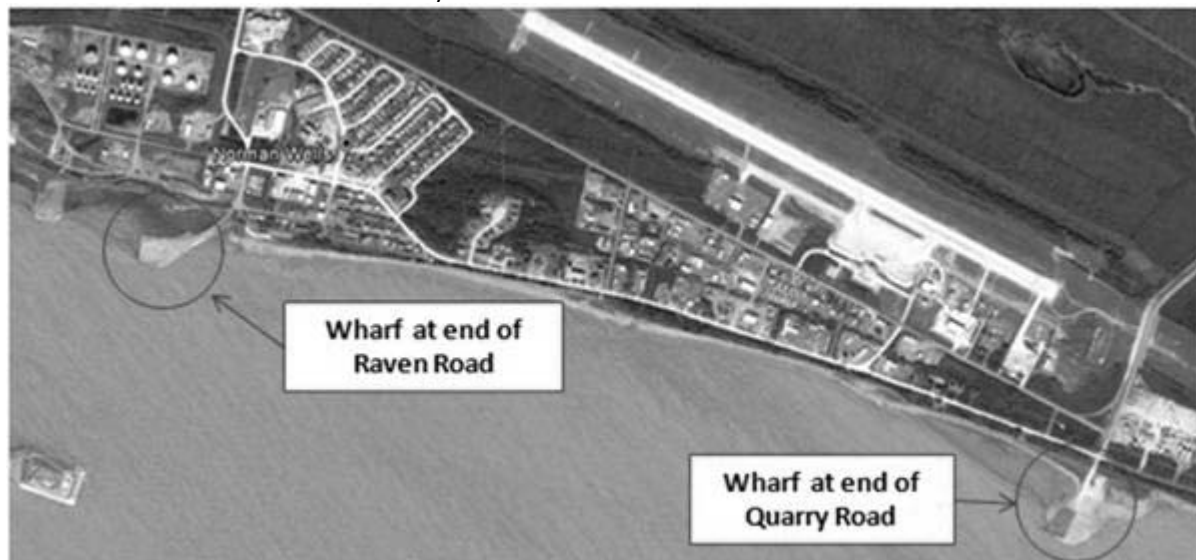 Norman Wells
Wharf at end of
Raven Road
Wharf at end of
Quarry Road